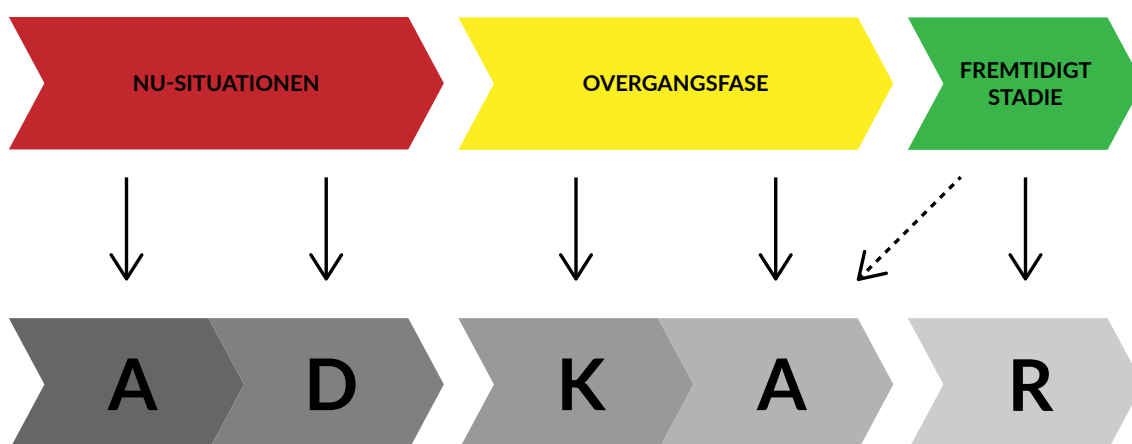 NU-SITUATIONEN
OVERGANGSFASE
FREMTIDIGT
STADIE
A D K A R